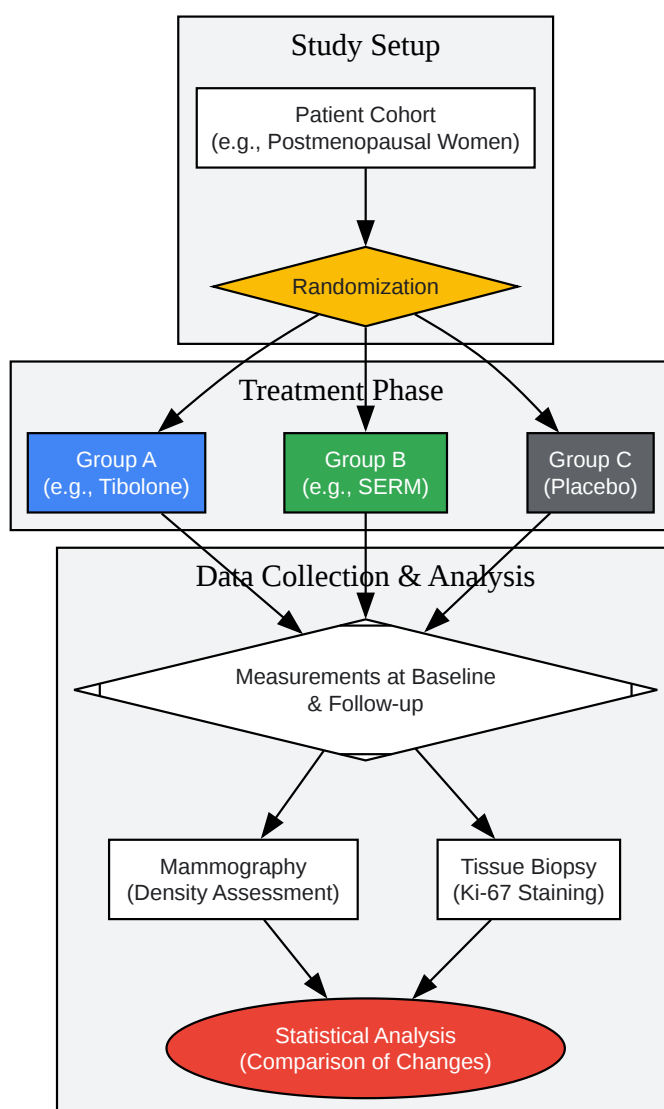 Study Setup
Patient Cohort
(e.g., Postmenopausal Women)
Randomization
Treatment Phase
Group A
(e.g., Tibolone)
Group B
(e.g., SERM)
Group C
(Placebo)
Data Collection & Analysis
Measurements at Baseline
& Follow-up
Mammography
(Density Assessment)
Tissue Biopsy
(Ki-67 Staining)
Statistical Analysis
(Comparison of Changes)